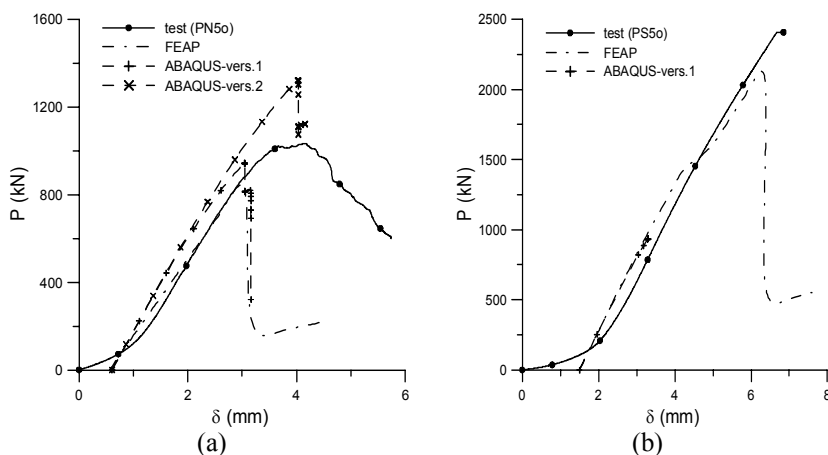 1600
1200
800
400
0
P (kN)
0
2
4
6
δ (mm)
test (PN5o)
FEAP
ABAQUS-vers.1
ABAQUS-vers.2
(a)
2500
2000
1500
1000
500
0
P (kN)
0
2
4
6
8
δ (mm)
test (PS5o)
FEAP
ABAQUS-vers.1
(b)